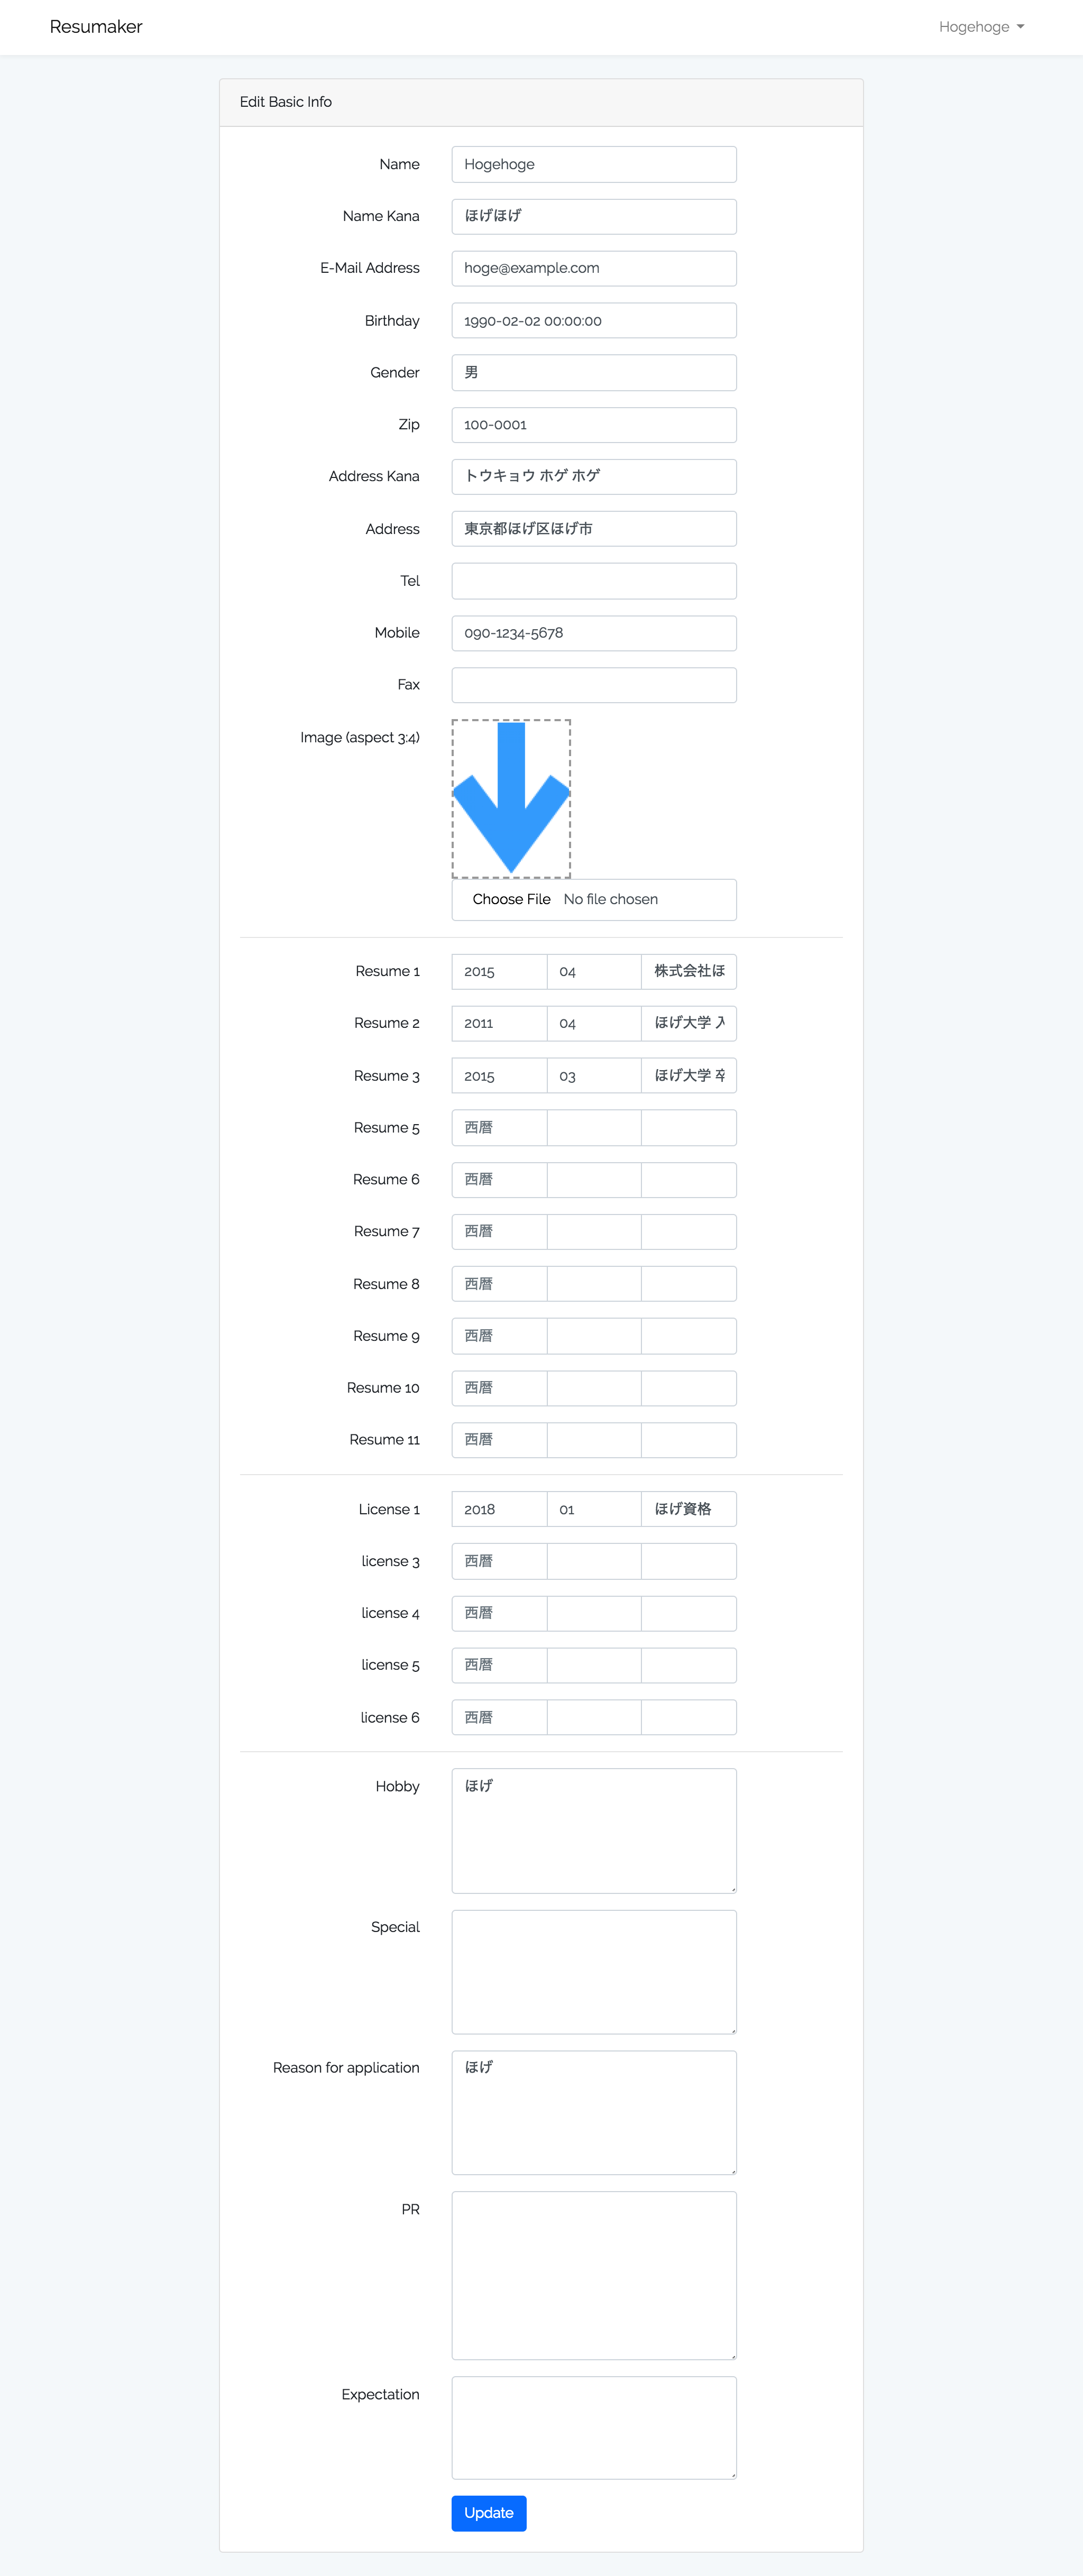 Resumaker
Hogehoge
Edit Basic Info
Name Hogehoge
Name Kana ほげほげ
E-Mail Address hoge@example.com
Birthday 1990-02-02 00:00:00
Gender 男
Zip 100-0001
Address Kana トウキョウ ホゲ ホゲ
Address 東京都ほげ区ほげ市
Tel
Mobile 090-1234-5678
Fax
Image (aspect 3:4)
Choose File No file chosen
Resume 1 2015 04 株式会社ほ
Resume 2 2011 04 ほげ大学
Resume 3 2015 03 ほげ大学
Resume 5 西暦
Resume 6 西暦
Resume 7 西暦
Resume 8 西暦
Resume 9 西暦
Resume 10 西暦
Resume 11 西暦
License 1 2018 01 ほげ資格
license 3 西暦
license 4 西暦
license 5 西暦
license 6 西暦
Hobby ほげ
Special
Reason for application ほげ
PR
Expectation
Update